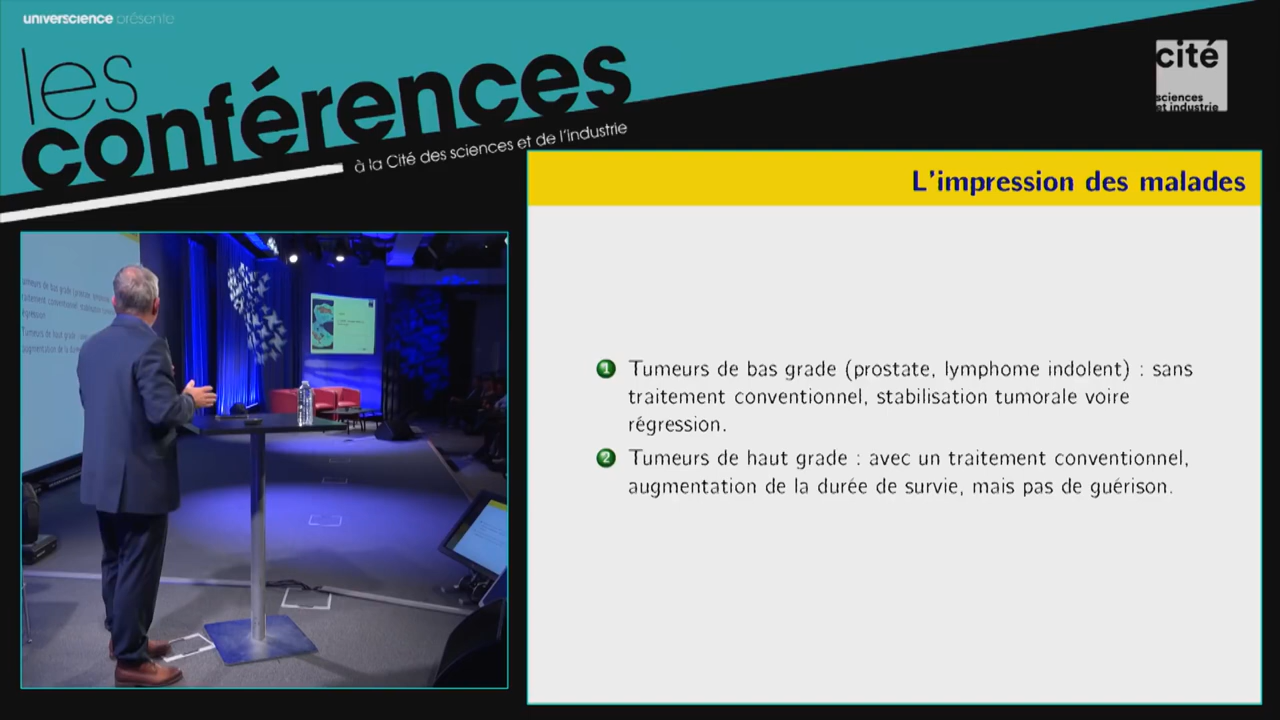 universcience présente
les
conférences
à la Cité des sciences et de l'industrie
cité
sciences
et industrie
L'impression des malades
1 Tumeurs de bas grade (prostate, lymphome indolent) : sans
traitement conventionnel, stabilisation tumorale voire
régression.
2 Tumeurs de haut grade : avec un traitement conventionnel,
augmentation de la durée de survie, mais pas de guérison.